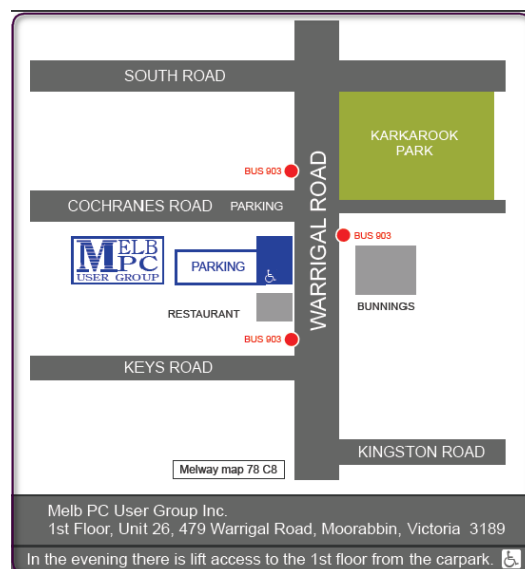 SOUTH ROAD
KARKAROOK
PARK
BUS 903
WARRIGAL ROAD
COCHRANES ROAD PARKING
BUS 903
MELB
PC
USER GROUP
PARKING
RESTAURANT
BUNNINGS
BUS 903
KEYS ROAD
KINGSTON ROAD
Melway map 78 C8
Melb PC User Group Inc.
1st Floor, Unit 26, 479 Warrigal Road, Moorabbin, Victoria 3189
In the evening there is lift access to the 1st floor from the carpark.